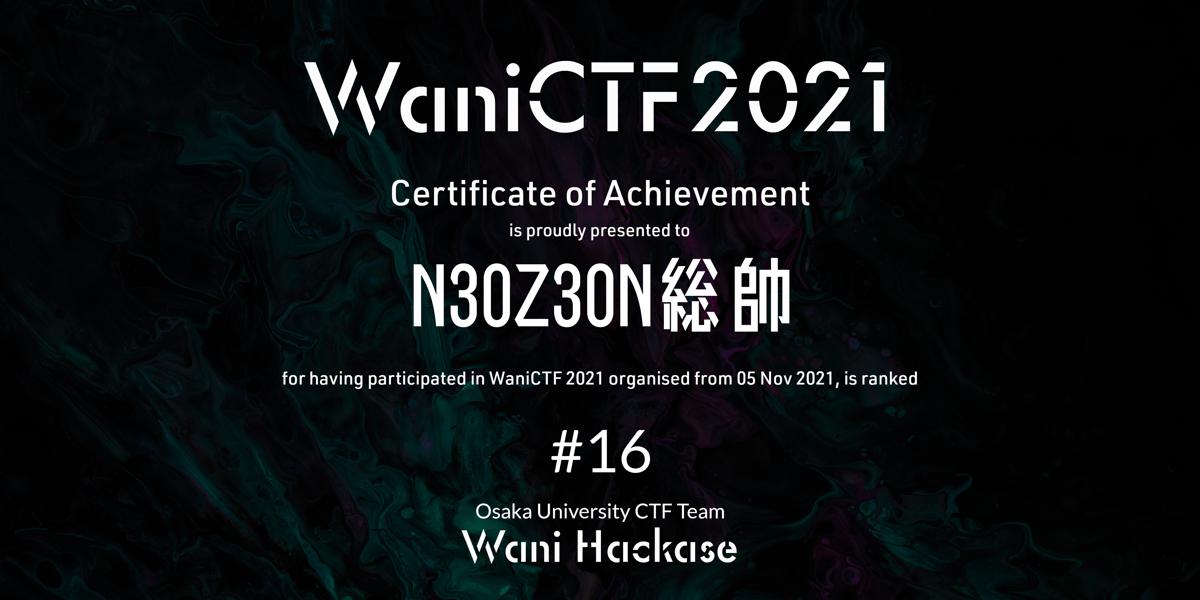 WaniCTF2021
Certificate of Achievement
is proudly presented to
N30Z30N総帥
for having participated in WaniCTF 2021 organised from 05 Nov 2021, is ranked
#16
Osaka University CTF Team
Wani Hackase